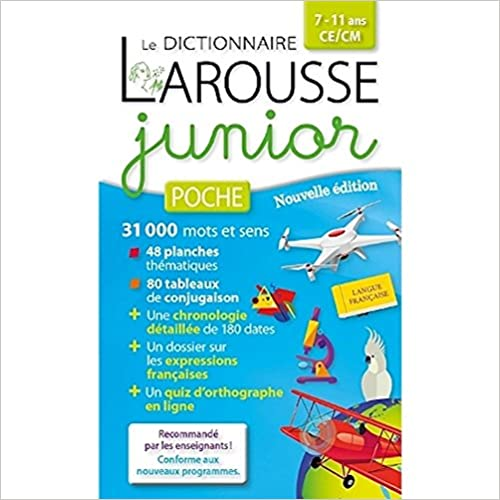 7 - 11 ans
CE/CM
Le DICTIONNAIRE
LAROUSSE
junior
POCHE
Nouvelle édition
31 000 mots et sens
48 planches
thématiques
80 tableaux
de conjugaison
LANGUE
FRANÇAISE
+ Une chronologie
détaillée de 180 dates
+ Un dossier sur
les expressions
françaises
+ Un quiz d'orthographe
en ligne
Recommandé
par les enseignants !
Conforme aux
nouveaux programmes.